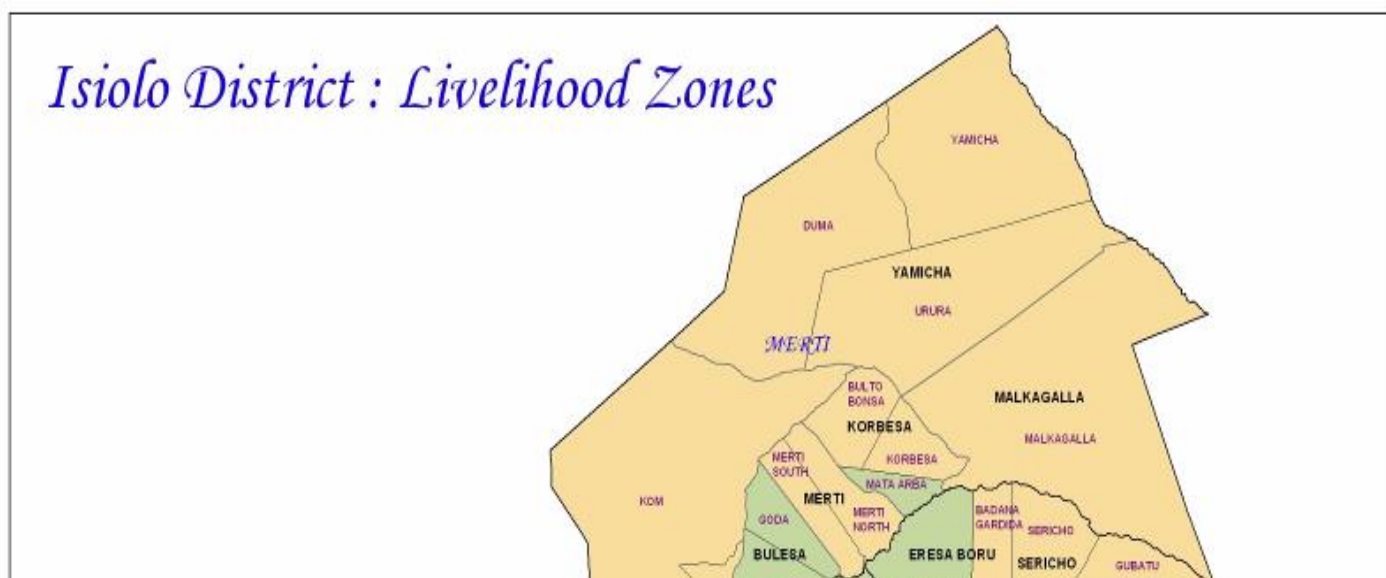 Isiolo District : Livelihood Zones
YAMICHA
DUMA
YAMICHA
URURA
MERTI
BULTO
BONSA
MALKAGALLA
KORBESA
MALKAGALLA
MERTI
SOUTH
KORBESA
MATA ARBA
KOM
MERTI
GODA
MERTI
NORTH
BADANA
GARDIDA
SERICHO
BULESA
ERESA BORU
SERICHO
GUBATU